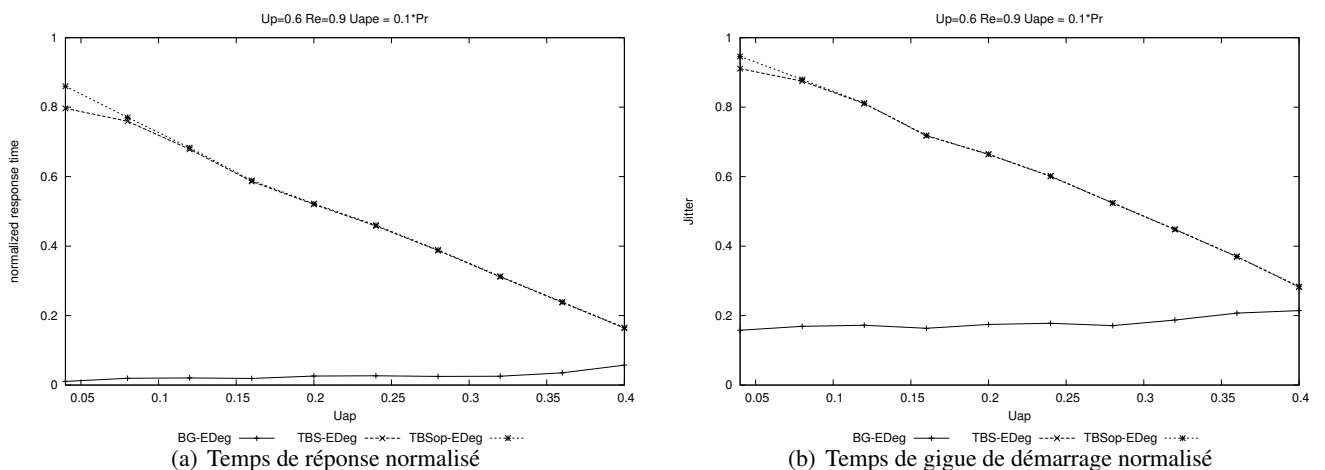 Up=0.6 Re=0.9 Uape = 0.1*Pr
1
0.8
0.6
0.4
0.2
0
normalized response time
0.05 0.1 0.15 0.2 0.25 0.3 0.35 0.4
Uap
BG-EDeg TBS-EDeg TBSop-EDeg
(a) Temps de réponse normalisé
Up=0.6 Re=0.9 Uape = 0.1*Pr
1
0.8
0.6
0.4
0.2
0
Jitter
0.05 0.1 0.15 0.2 0.25 0.3 0.35 0.4
Uap
BG-EDeg TBS-EDeg TBSop-EDeg
(b) Temps de gigue de démarrage normalisé